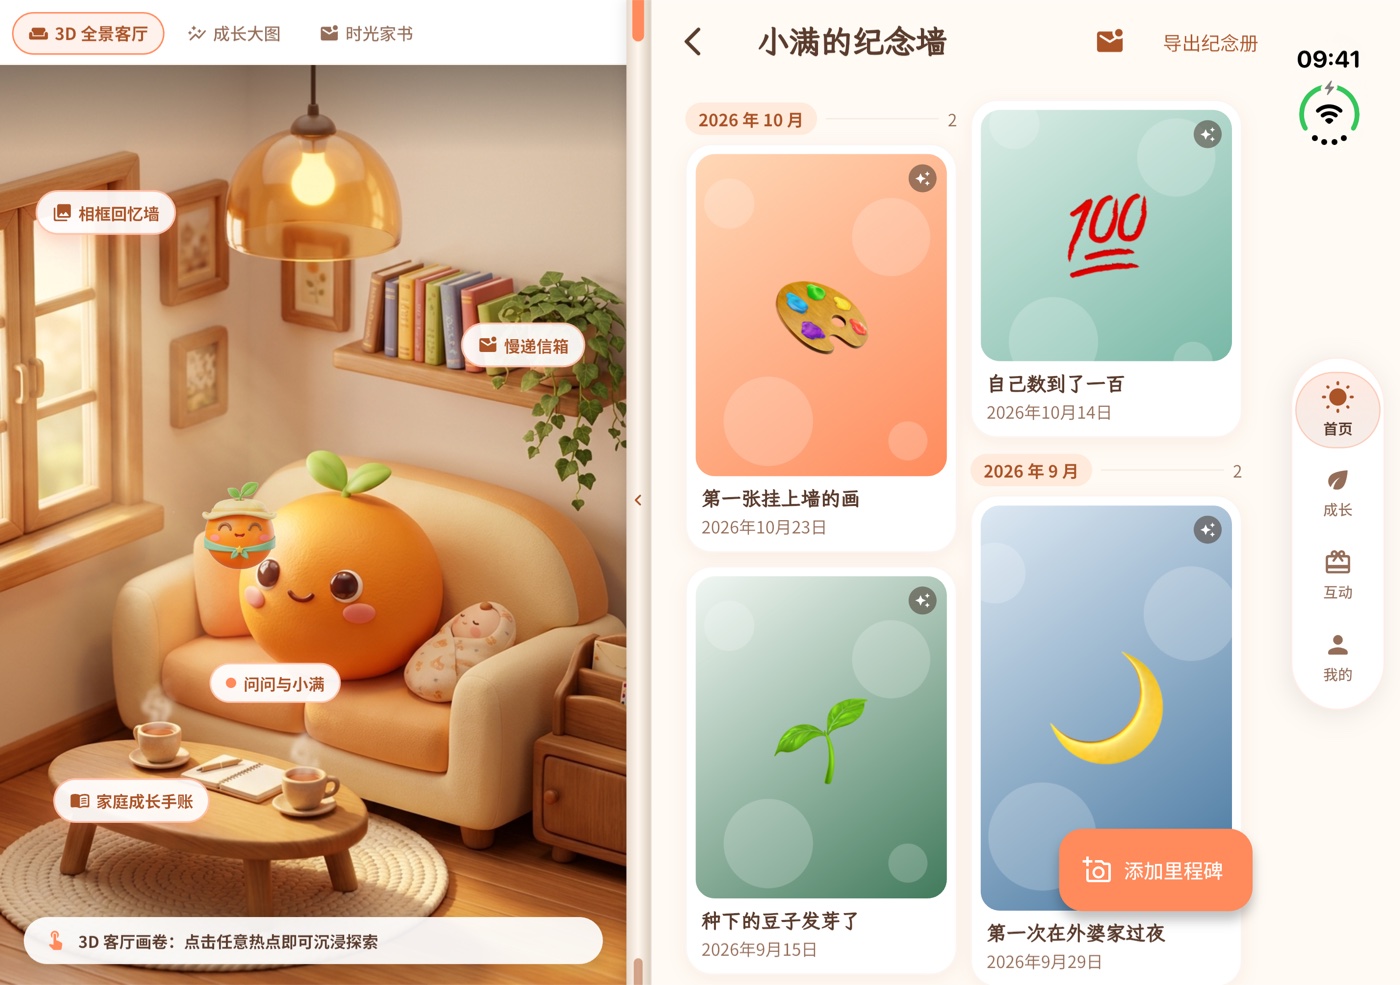 3D 全景客厅
成长大图
时光家书
相框回忆墙
慢递信箱
问问与小满
家庭成长手账
3D 客厅画卷：点击任意热点即可沉浸探索
小满的纪念墙
导出纪念册
09:41
2026 年 10 月
2
第一张挂上墙的画
2026年10月23日
种下的豆子发芽了
2026年9月15日
100
自己数到了一百
2026年10月14日
2026 年 9 月
2
第一次在外婆家过夜
2026年9月29日
添加里程碑
首页
成长
互动
我的